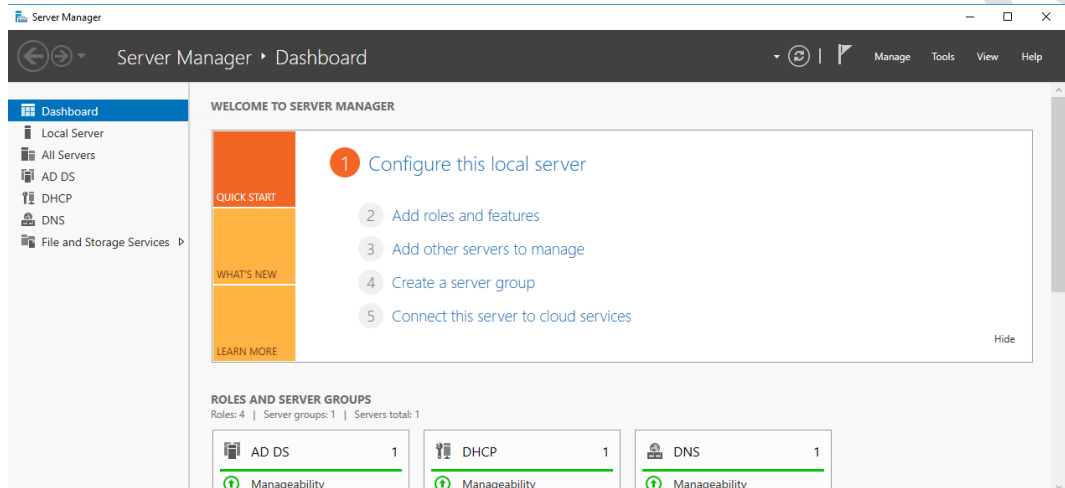 Server Manager
Server Manager • Dashboard
Manage Tools View Help
Dashboard
Local Server
All Servers
AD DS
DHCP
DNS
File and Storage Services
WELCOME TO SERVER MANAGER
QUICK START
WHAT'S NEW
LEARN MORE
1 Configure this local server
2 Add roles and features
3 Add other servers to manage
4 Create a server group
5 Connect this server to cloud services
Hide
ROLES AND SERVER GROUPS
Roles: 4 | Server groups: 1 | Servers total: 1
AD DS 1
Manageability
DHCP 1
Manageability
DNS 1
Manageability